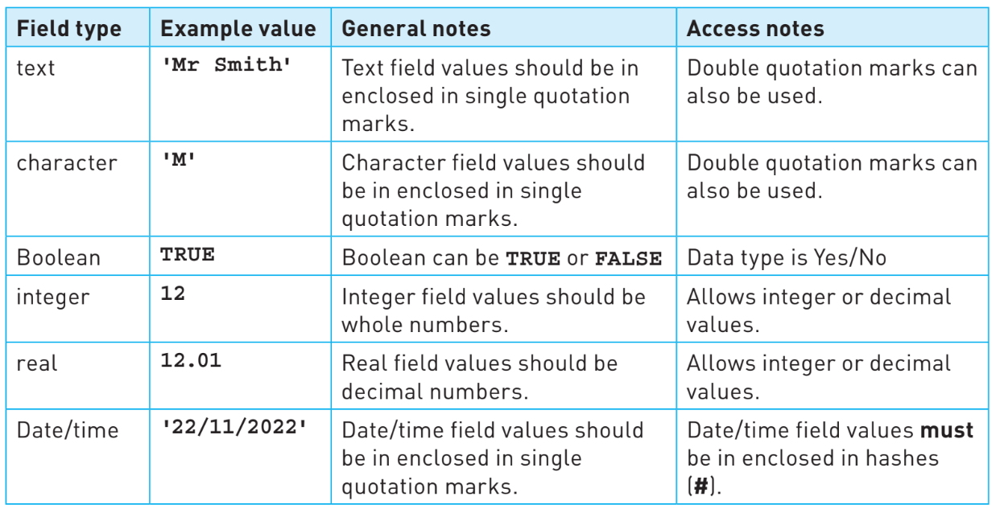 Field type
Example value
General notes
Access notes
text
'Mr Smith'
Text field values should be in
enclosed in single quotation
marks.
Double quotation marks can
also be used.
character
'M'
Character field values should
be in enclosed in single
quotation marks.
Double quotation marks can
also be used.
Boolean
TRUE
Boolean can be TRUE or FALSE
Data type is Yes/No
integer
12
Integer field values should be
whole numbers.
Allows integer or decimal
values.
real
12.01
Real field values should be
decimal numbers.
Allows integer or decimal
values.
Date/time
'22/11/2022'
Date/time field values should
be in enclosed in single
quotation marks.
Date/time field values must
be in enclosed in hashes
(#).